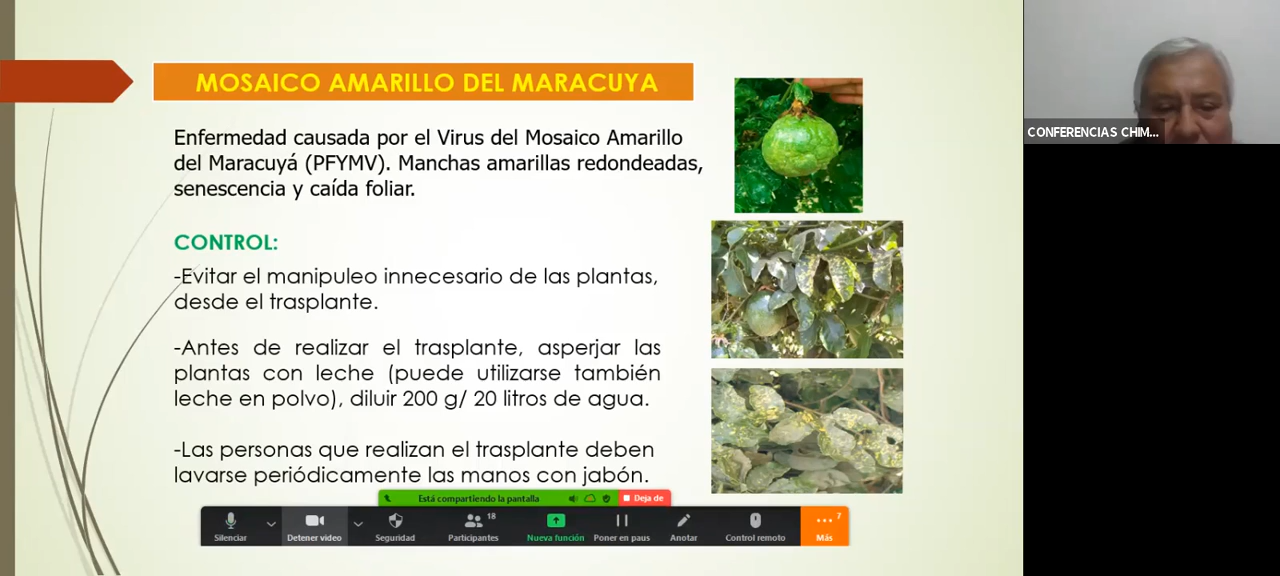 MOSAICO AMARILLO DEL MARACUYA
Enfermedad causada por el Virus del Mosaico Amarillo
del Maracuyá (PFYMV). Manchas amarillas redondeadas,
senescencia y caída foliar.
CONTROL:
-Evitar el manipuleo innecesario de las plantas,
desde el trasplante.
-Antes de realizar el trasplante, asperjar las
plantas con leche (puede utilizarse también
leche en polvo), diluir 200 g/ 20 litros de agua.
-Las personas que realizan el trasplante deben
lavarse periódicamente las manos con jabón.
CONFERENCIAS CHIM...
Está compartiendo la pantalla
Deja de
Silenciar
Detener video
Seguridad
Participantes
18
Nueva función
Poner en paus
Anotar
Control remoto
Más
7